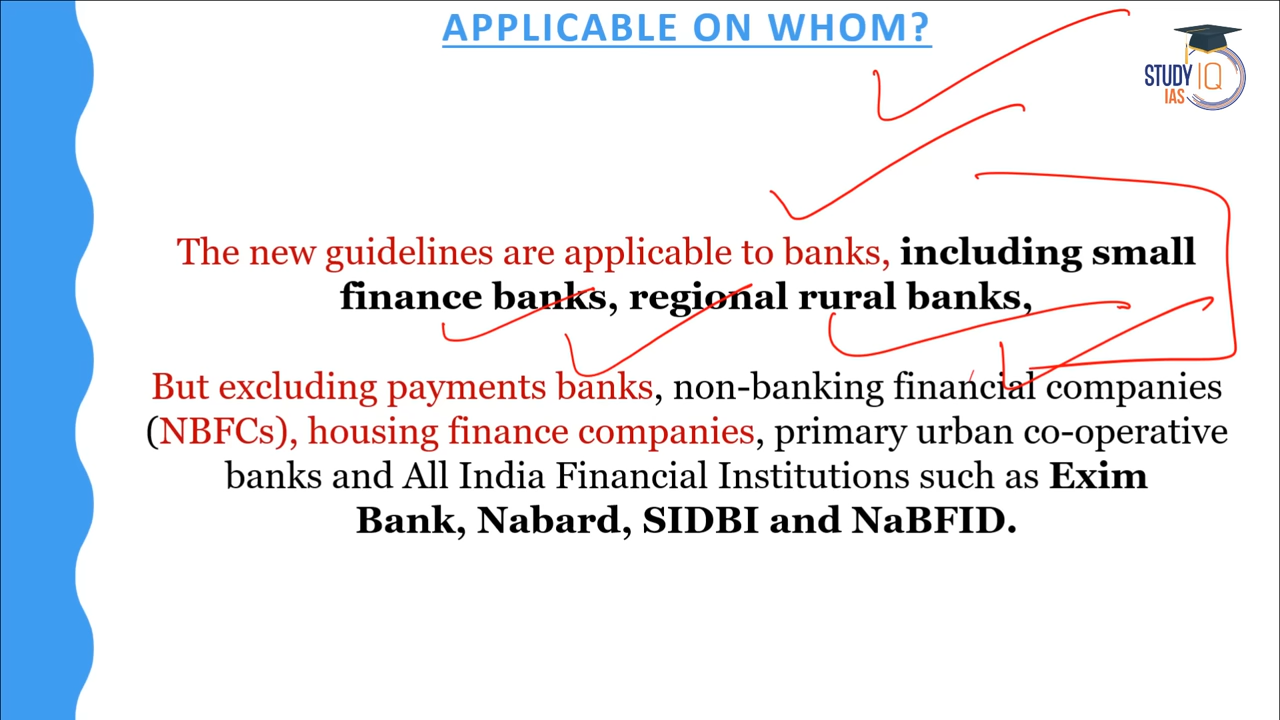 APPLICABLE ON WHOM?
STUDY IQ
IAS
The new guidelines are applicable to banks, including small
finance banks, regional rural banks,
But excluding payments banks, non-banking financial companies
(NBFCs), housing finance companies, primary urban co-operative
banks and All India Financial Institutions such as Exim
Bank, Nabard, SIDBI and NaBFID.